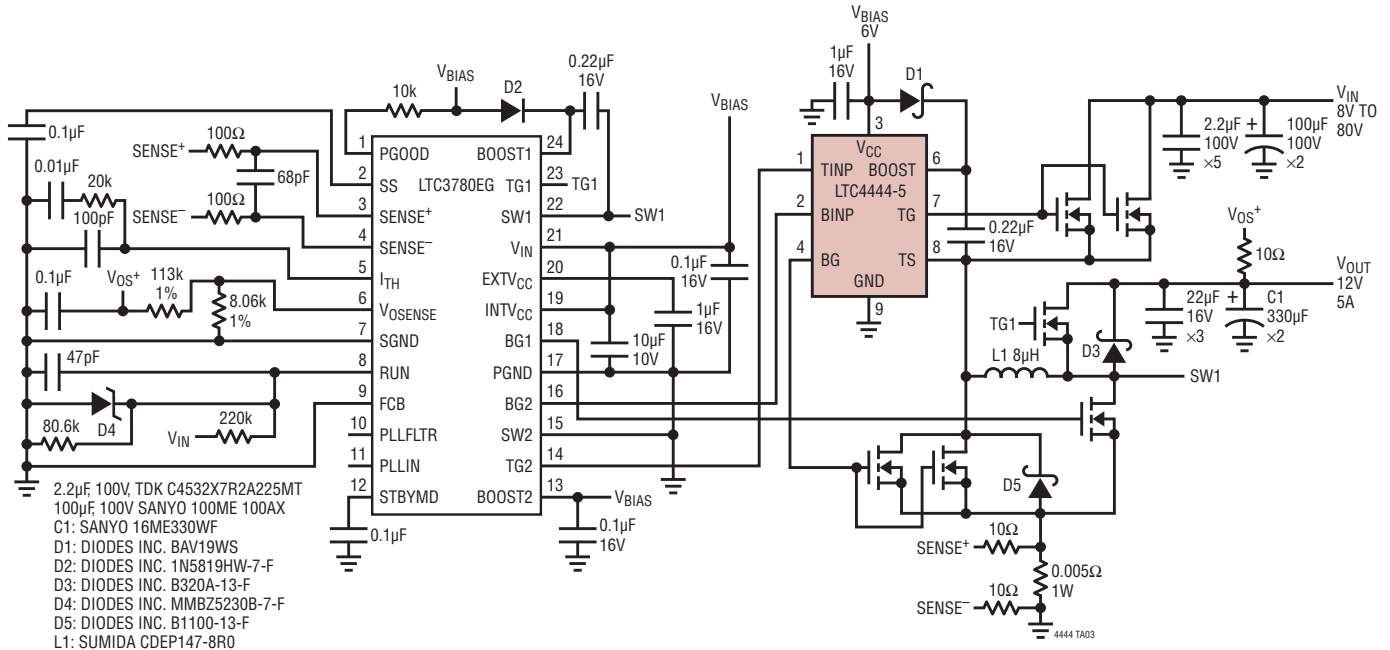 VBIAS
6V
1µF
16V
D1
3
VCC
1
TINP
BOOST
6
LTC4444-5
2
BINP
TG
7
4
BG
TS
8
GND
9
0.22µF
16V
VIN
8V TO
80V
2.2µF
100V
×5
+
100µF
100V
×2
VOS+
10Ω
VOUT
12V
5A
22µF
16V
×3
+
C1
330µF
×2
TG1
D3
L1 8µH
SW1
D5
SENSE+
10Ω
0.005Ω
1W
SENSE−
10Ω
4444 TA03
VBIAS
10k
D2
0.22µF
16V
VBIAS
0.1µF
SENSE+
100Ω
68pF
SENSE−
100Ω
0.01µF
20k
100pF
0.1µF
VOS+
113k
1%
8.06k
1%
47pF
D4
80.6k
VIN
220k
LTC3780EG
1
PGOOD
2
SS
3
SENSE+
4
SENSE−
5
ITH
6
VOSENSE
7
SGND
8
RUN
9
FCB
10
PLLFLTR
11
PLLIN
12
STBYMD
0.1µF
BOOST1
24
TG1
23
TG1
SW1
22
SW1
VIN
21
EXTVCC
20
INTVCC
19
BG1
18
PGND
17
BG2
16
SW2
15
TG2
14
BOOST2
13
VBIAS
0.1µF
16V
0.1µF
16V
1µF
16V
10µF
10V
2.2µF, 100V, TDK C4532X7R2A225MT
100µF, 100V SANYO 100ME 100AX
C1: SANYO 16ME330WF
D1: DIODES INC. BAV19WS
D2: DIODES INC. 1N5819HW-7-F
D3: DIODES INC. B320A-13-F
D4: DIODES INC. MMBZ5230B-7-F
D5: DIODES INC. B1100-13-F
L1: SUMIDA CDEP147-8R0